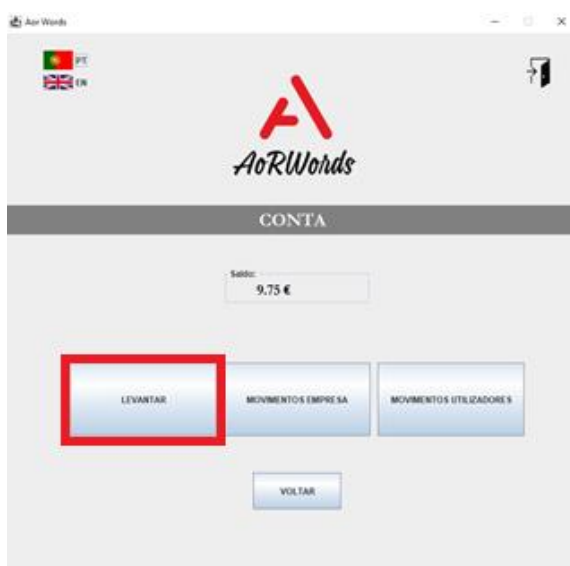 Aor Words
PT
EN
AoRWords
CONTA
Saldo:
9.75 €
LEVANTAR
MOVIMENTOS EMPRESA
MOVIMENTOS UTILIZADORES
VOLTAR